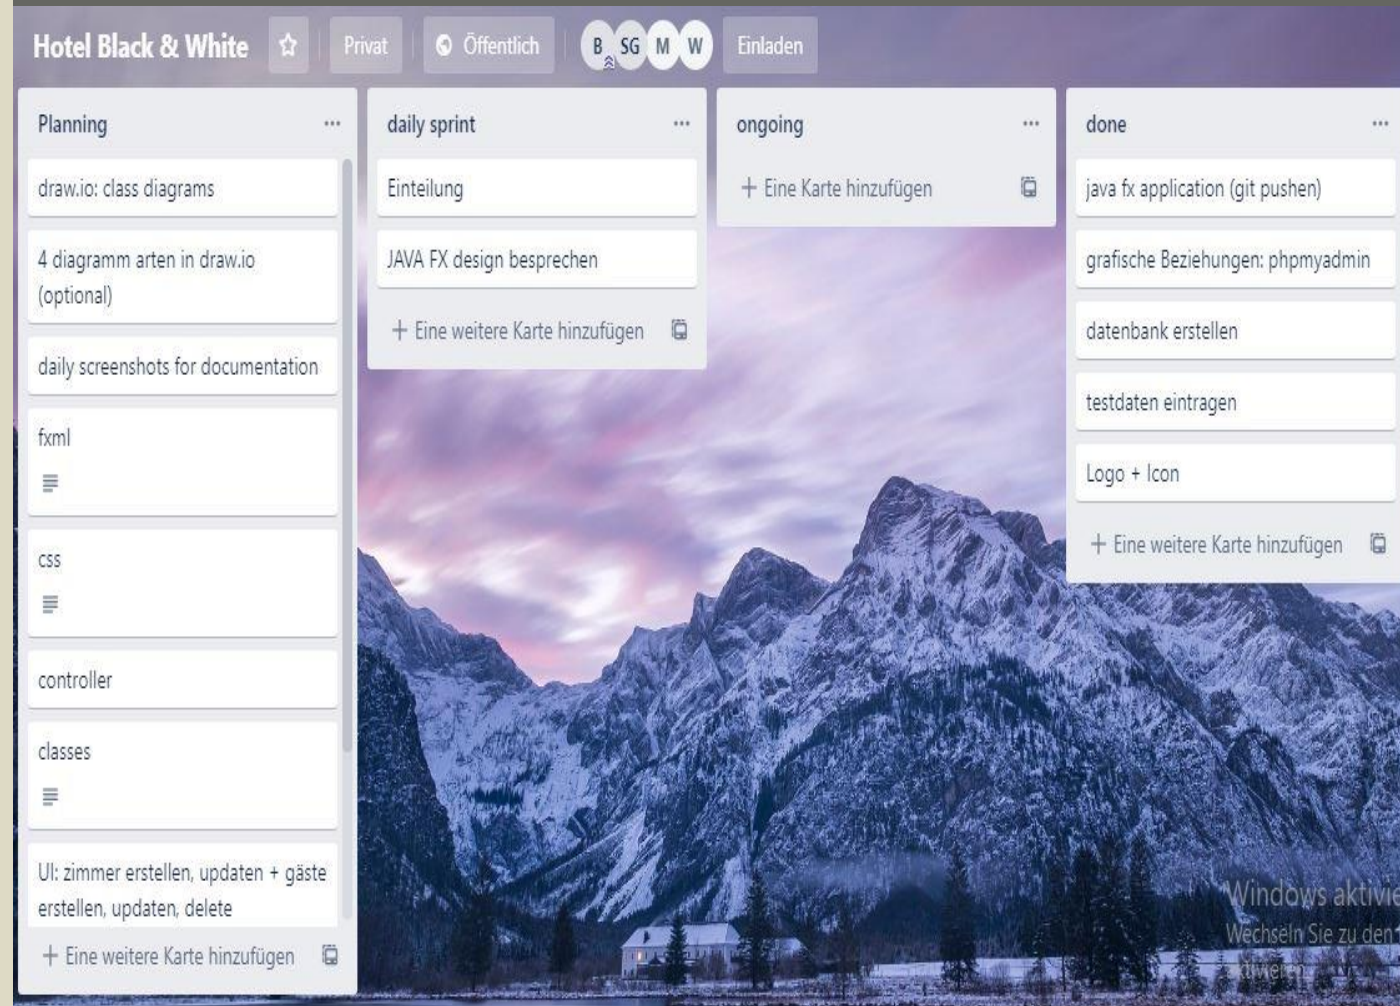 Hotel Black & White
Privat
Öffentlich
B SG M W
Einladen
Planning
draw.io: class diagrams
4 diagramm arten in draw.io
(optional)
daily screenshots for documentation
fxml
css
controller
classes
UI: zimmer erstellen, updaten + gäste
erstellen, updaten, delete
+ Eine weitere Karte hinzufügen
daily sprint
Einteilung
JAVA FX design besprechen
+ Eine weitere Karte hinzufügen
ongoing
+ Eine Karte hinzufügen
done
java fx application (git pushen)
grafische Beziehungen: phpmyadmin
datenbank erstellen
testdaten eintragen
Logo + Icon
+ Eine weitere Karte hinzufügen
Windows aktivie
Wechseln Sie zu den
aktivieren.